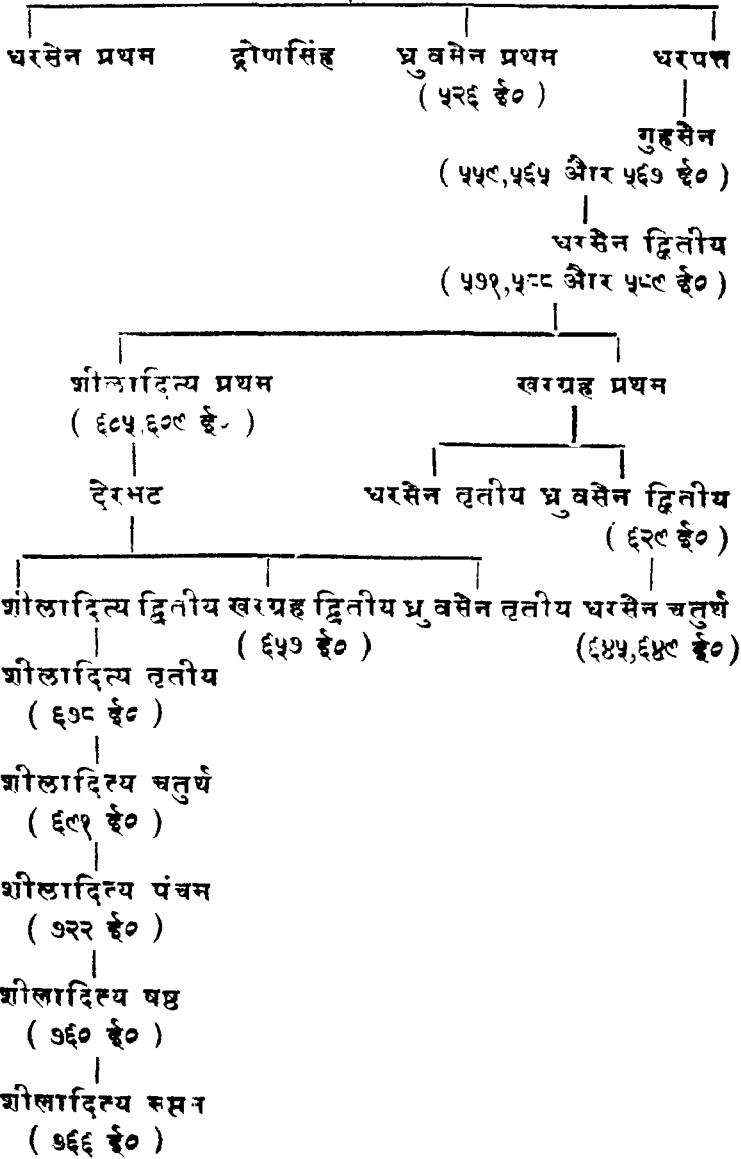 धरसेन प्रथम द्रोणसिंह ध्रुवसेन प्रथम धरपत्त
( ५२६ ई० )
गुहसेन
( ५५९,५६५ और ५६७ ई० )
धरसेन द्वितीय
( ५७१,५८८ और ५८९ ई० )
शीलादित्य प्रथम खरग्रह प्रथम
( ६०५,६०९ ई० )
देरभट धरसेन तृतीय ध्रुवसेन द्वितीय
( ६२९ ई० )
शीलादित्य द्वितीय खरग्रह द्वितीय ध्रुवसेन तृतीय धरसेन चतुर्थ
( ६५७ ई० ) (६४५,६४९ ई०)
शीलादित्य तृतीय
( ६७८ ई० )
शीलादित्य चतुर्थ
( ६९१ ई० )
शीलादित्य पंचम
( ७२२ ई० )
शीलादित्य षष्ठ
( ७६० ई० )
शीलादित्य सप्तम
( ७६६ ई० )